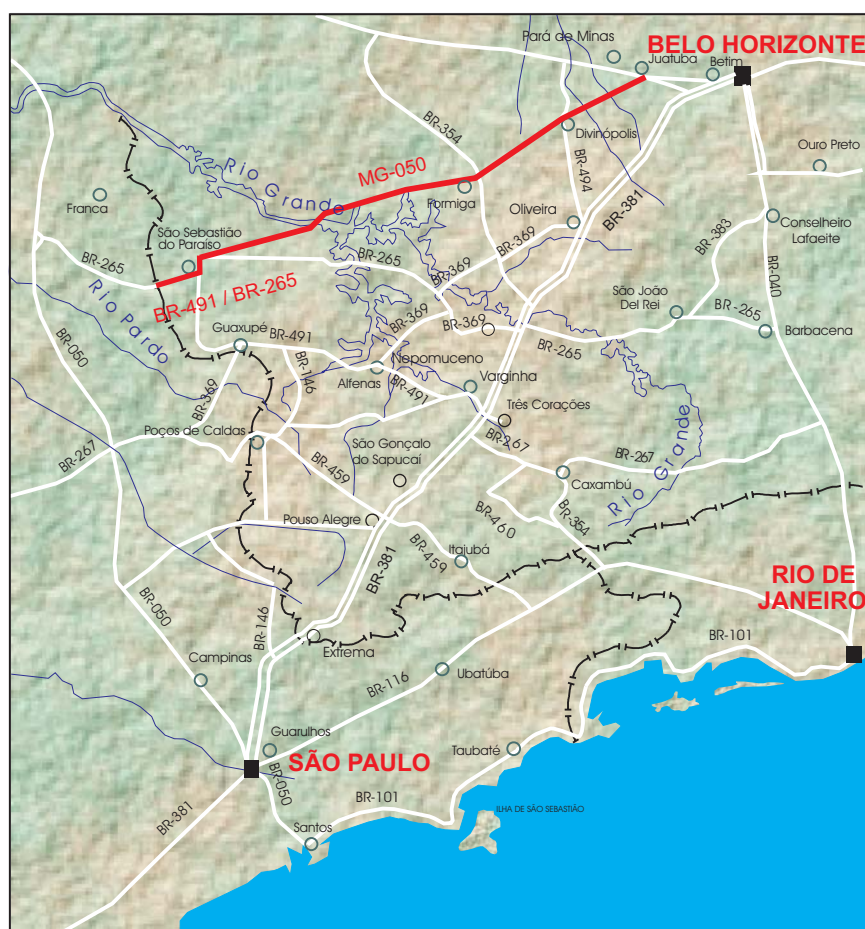 Pará de Minas
BELO HORIZONTE
Juatuba
Betim
BR-354
Divinópolis
Ouro Preto
MG-050
Rio Grande
BR-494
Franca
Formiga
Oliveira
BR-381
São Sebastião
do Paraíso
BR-369
BR-383
Conselheiro
Lafaeite
BR-265
BR-265
BR-369
BR-040
BR-491 / BR-265
São João
Del Rei
BR-265
Rio Pardo
BR-369
BR-369
BR-265
Barbacena
Guaxupé
BR-491
Nepomuceno
BR-050
BR-146
Alfenas
BR-491
Varginha
BR-369
Três Corações
Poços de Caldas
São Gonçalo
do Sapucaí
BR-267
BR-267
BR-267
BR-459
Caxambú
Rio Grande
Pouso Alegre
BR-460
BR-354
BR-381
BR-459
Itajubá
RIO DE
JANEIRO
BR-050
BR-146
Extrema
BR-101
Campinas
BR-116
Ubatúba
Guarulhos
SÃO PAULO
Taubaté
BR-050
BR-101
ILHA DE SÃO SEBASTIÃO
BR-381
Santos